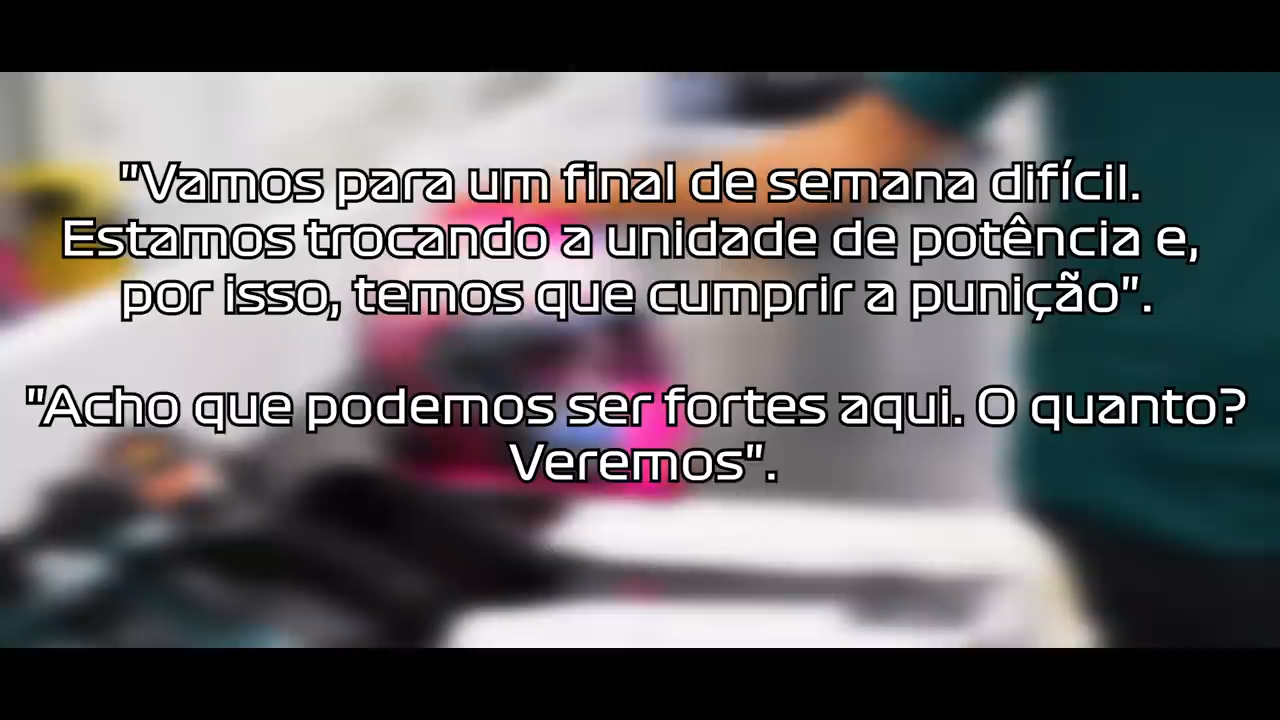 "Vamos para um final de semana difícil.
Estamos trocando a unidade de potência e,
por isso, temos que cumprir a punição".
"Acho que podemos ser fortes aqui. O quanto?
Veremos".